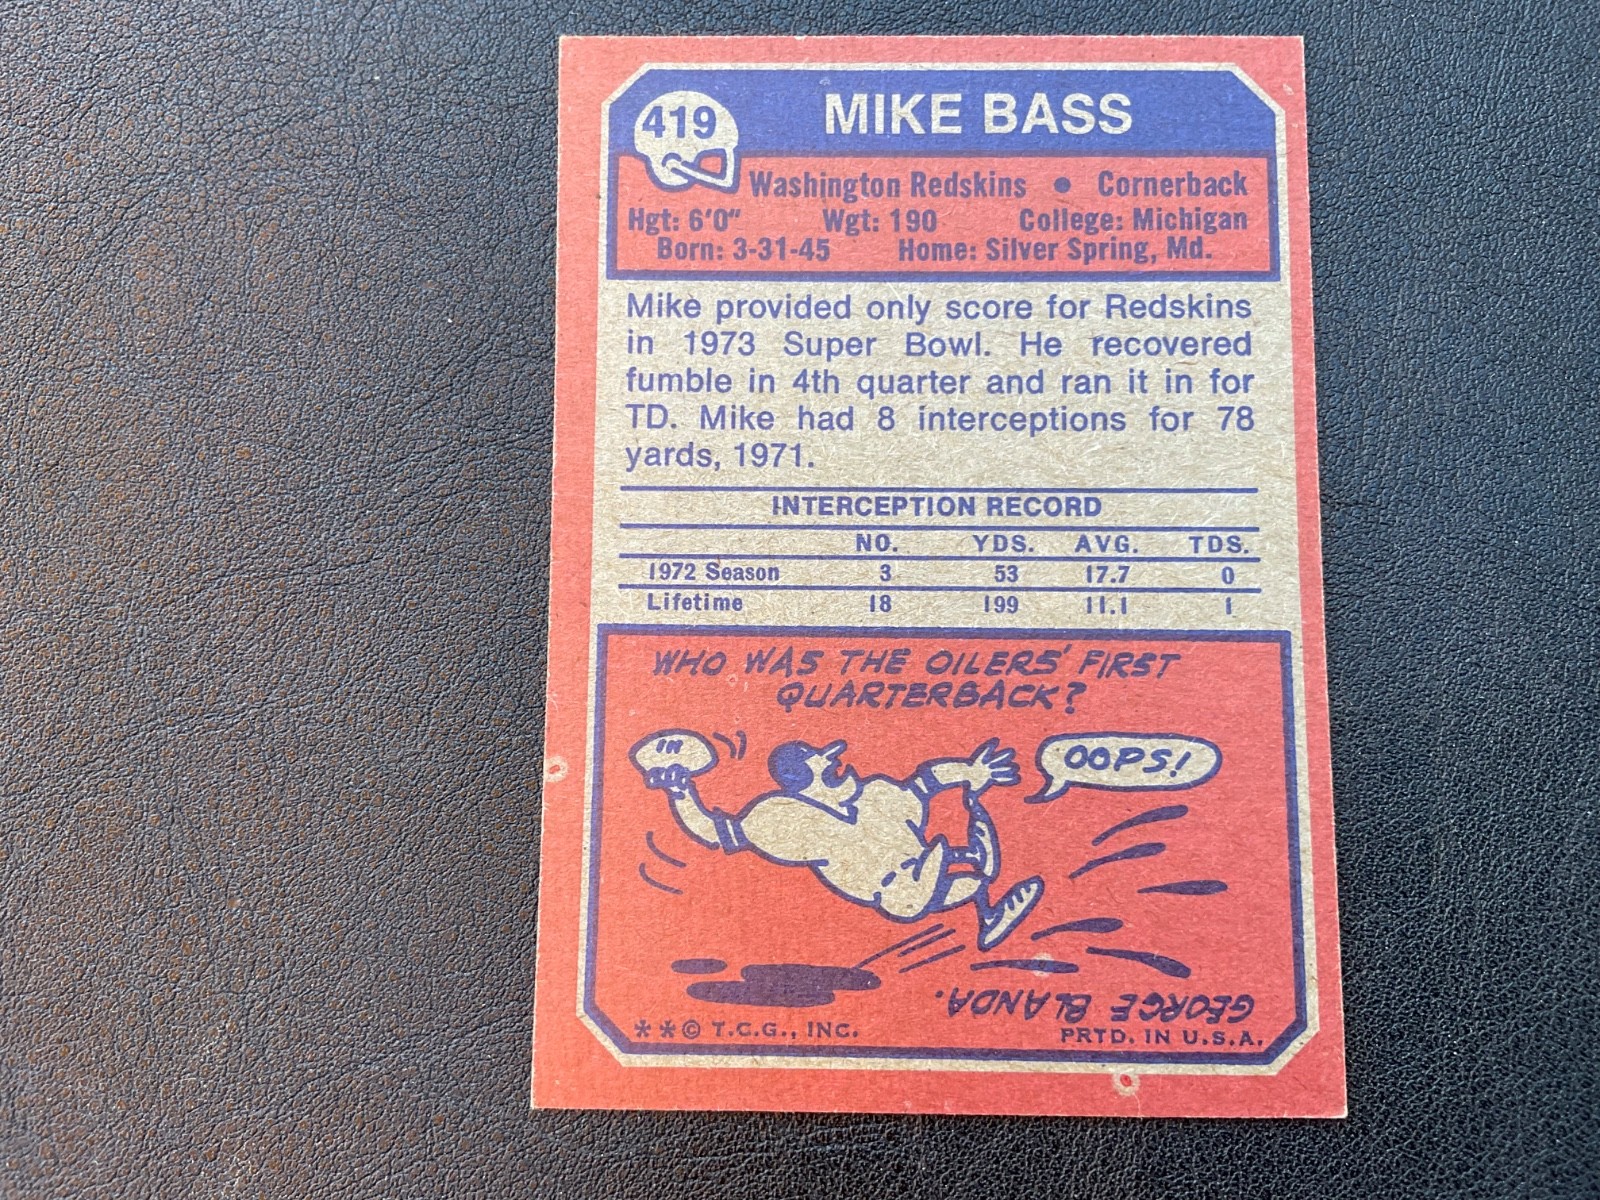 419
MIKE BASS
Washington Redskins • Cornerback
Hgt: 6'0" Wgt: 190 College: Michigan
Born: 3-31-45 Home: Silver Spring, Md.
Mike provided only score for Redskins
in 1973 Super Bowl. He recovered
fumble in 4th quarter and ran it in for
TD. Mike had 8 interceptions for 78
yards, 1971.
INTERCEPTION RECORD
NO. YDS. AVG. TDS.
1972 Season 3 53 17.7 0
Lifetime 18 199 11.1 1
WHO WAS THE OILERS' FIRST
QUARTERBACK?
OOPS!
GEORGE BLANDA.
**© T.C.G., INC.
PRTD. IN U.S.A.